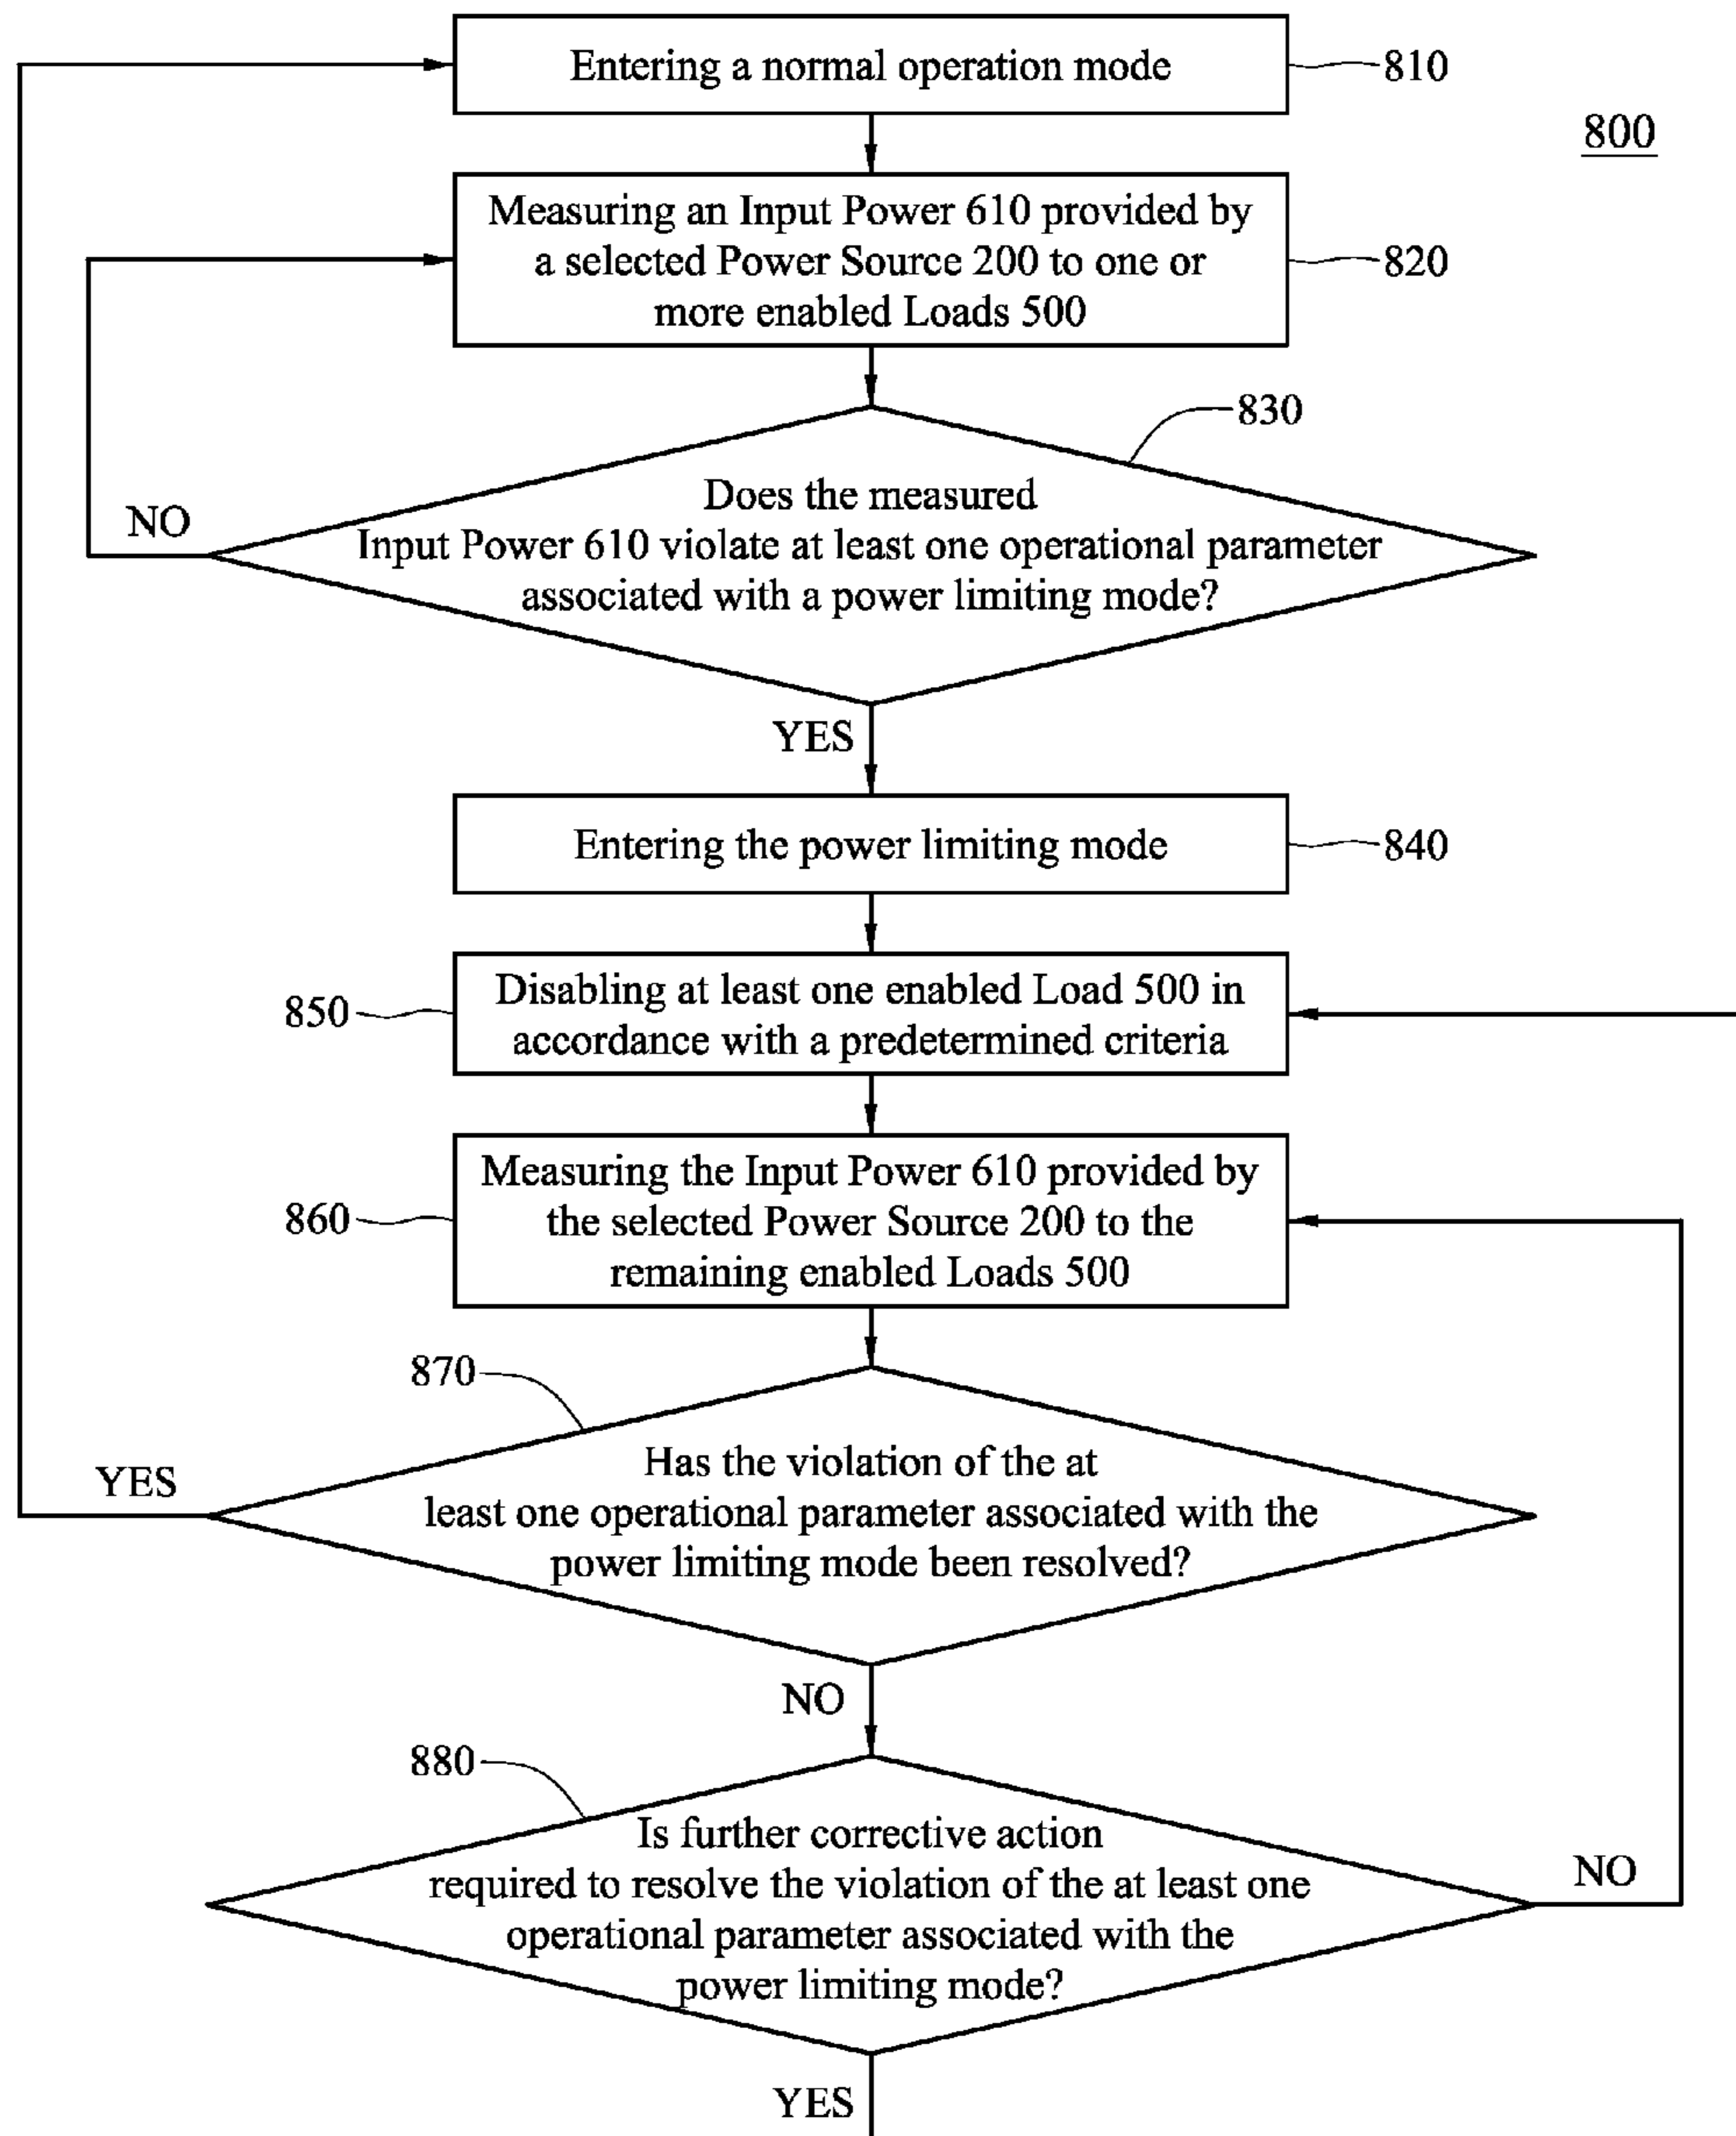 Entering a normal operation mode
810
800
Measuring an Input Power 610 provided by
a selected Power Source 200 to one or
more enabled Loads 500
820
830
Does the measured
Input Power 610 violate at least one operational parameter
associated with a power limiting mode?
NO
YES
Entering the power limiting mode
840
850
Disabling at least one enabled Load 500 in
accordance with a predetermined criteria
860
Measuring the Input Power 610 provided by
the selected Power Source 200 to the
remaining enabled Loads 500
870
Has the violation of the at
least one operational parameter associated with the
power limiting mode been resolved?
YES
NO
880
Is further corrective action
required to resolve the violation of the at least one
operational parameter associated with the
power limiting mode?
NO
YES